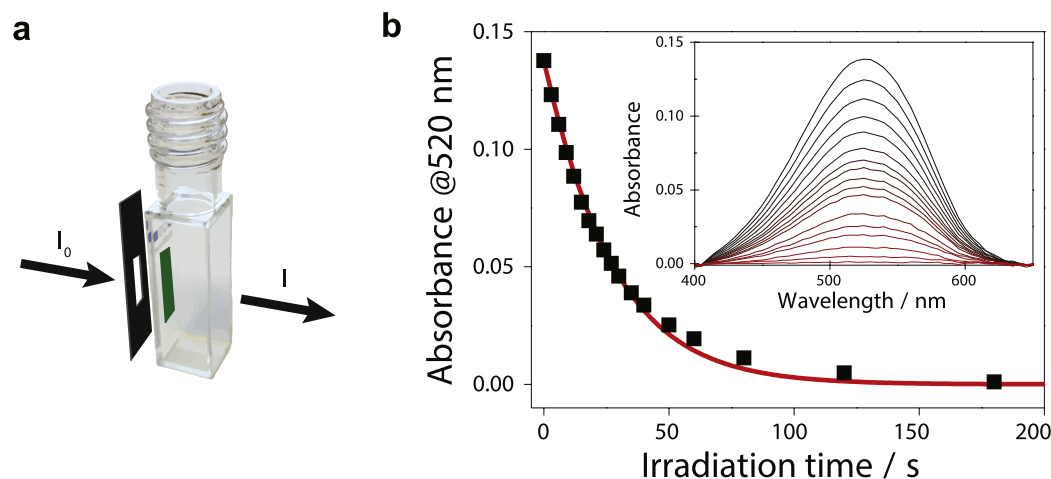 a
I0
I
b
Absorbance @520 nm
0.15
0.10
0.05
0.00
0
50
100
150
200
Irradiation time / s
Absorbance
0.15
0.10
0.05
0.00
400
500
600
Wavelength / nm